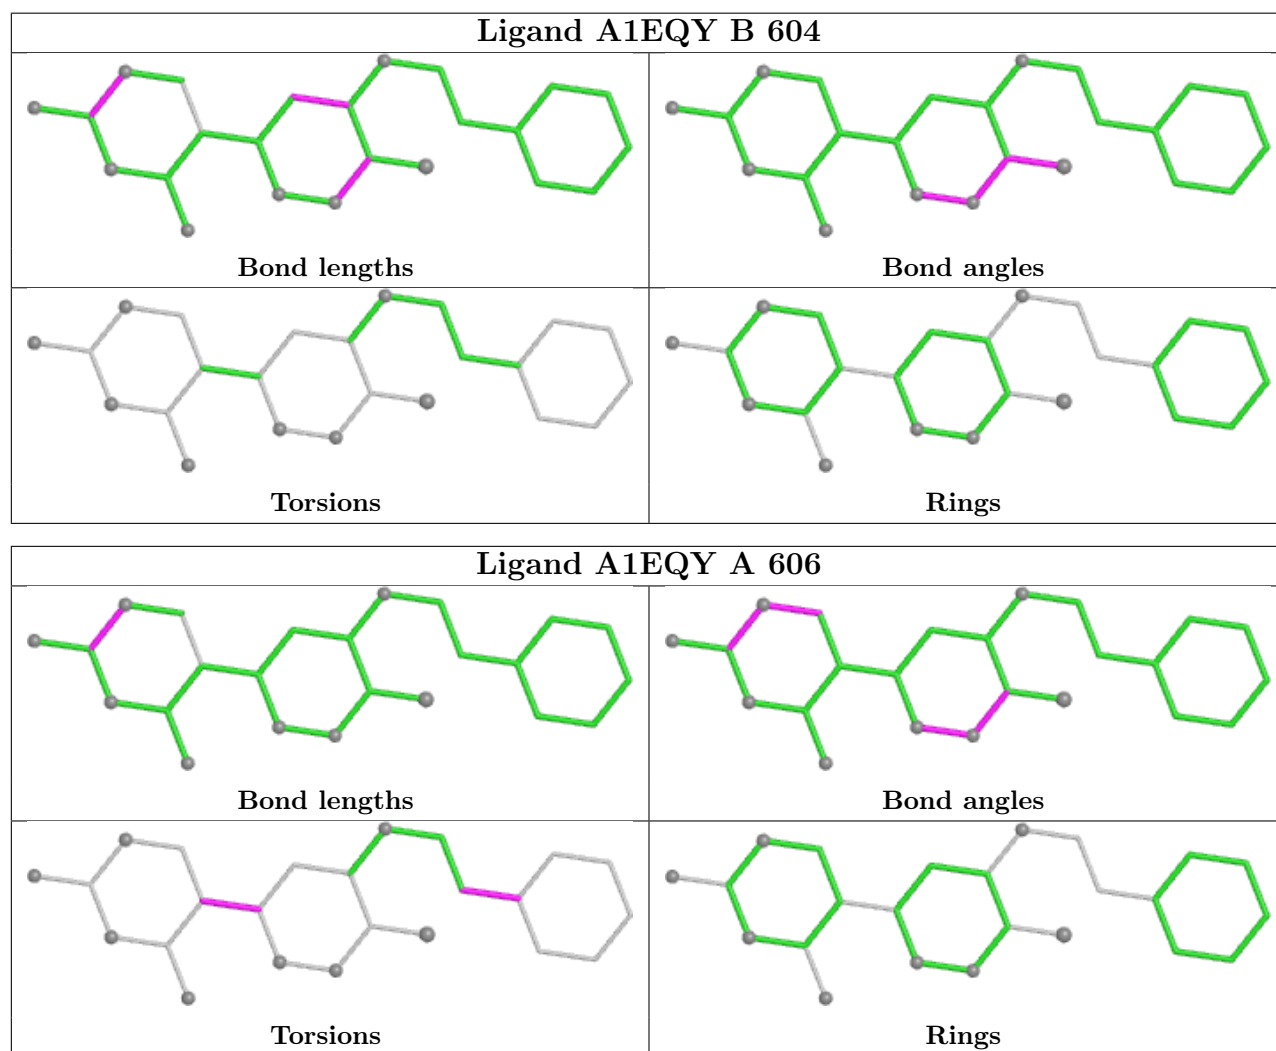 Ligand A1EQY B 604
Bond lengths
Bond angles
Torsions
Rings
Ligand A1EQY A 606
Bond lengths
Bond angles
Torsions
Rings